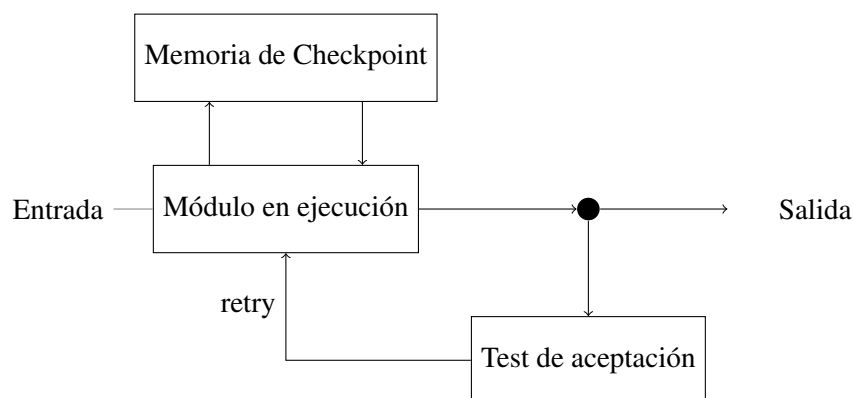 Memoria de Checkpoint
Entrada
Módulo en ejecución
Salida
retry
Test de aceptación